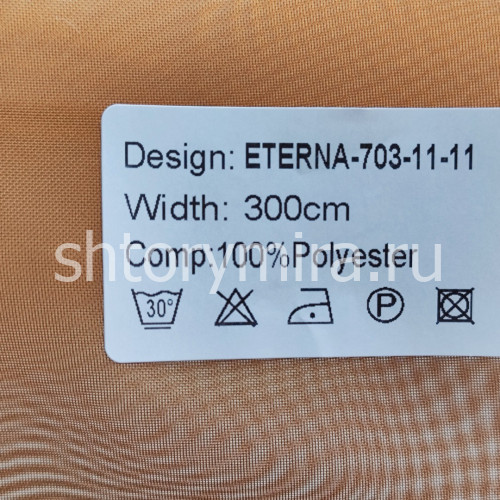 Design: ETERNA-703-11-11
Width: 300cm
shtorymira.ru
Comp:100%Polyester
30° P